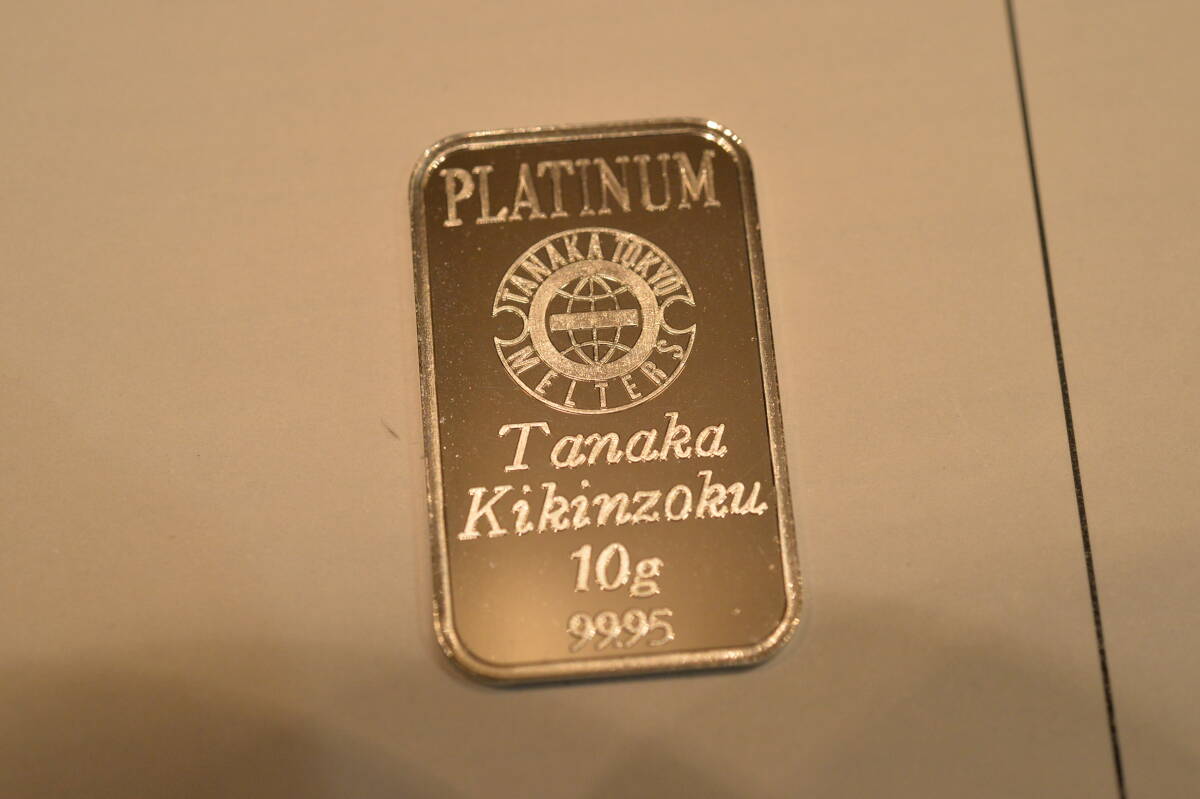 PLATINUM
TANAKA TOKYO
MELTERS
Tanaka
Kikinzoku
10g
9995